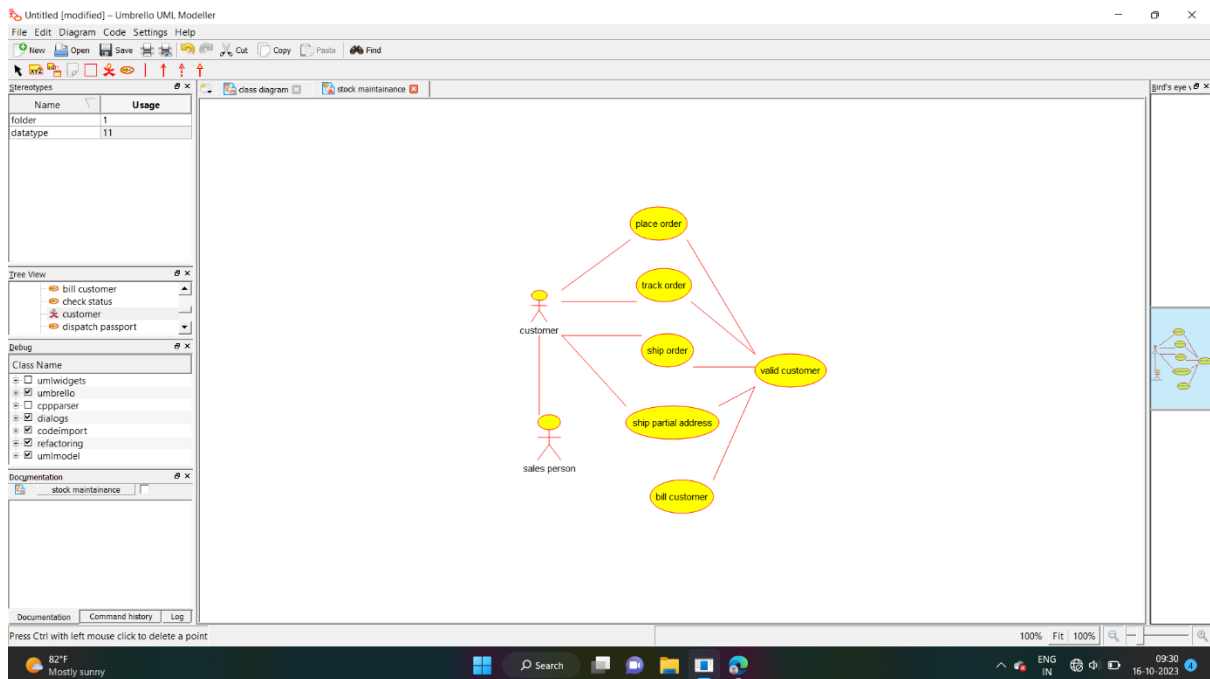 Untitled [modified] – Umbrello UML Modeller
File Edit Diagram Code Settings Help
New Open Save Cut Copy Paste Find
xyz
Stereotypes
class diagram stock maintainance
Bird's eye v
Name Usage
folder 1
datatype 11
place order
Tree View
bill customer
check status
customer
dispatch passport
track order
customer
Debug
Class Name
umlwidgets
umbrello
cppparser
dialogs
codeimport
refactoring
umlmodel
ship order
valid customer
ship partial address
sales person
bill customer
Documentation
stock maintainance
Documentation Command history Log
Press Ctrl with left mouse click to delete a point
100% Fit 100%
82°F
Mostly sunny
Search
ENG
IN
09:30
16-10-2023
4